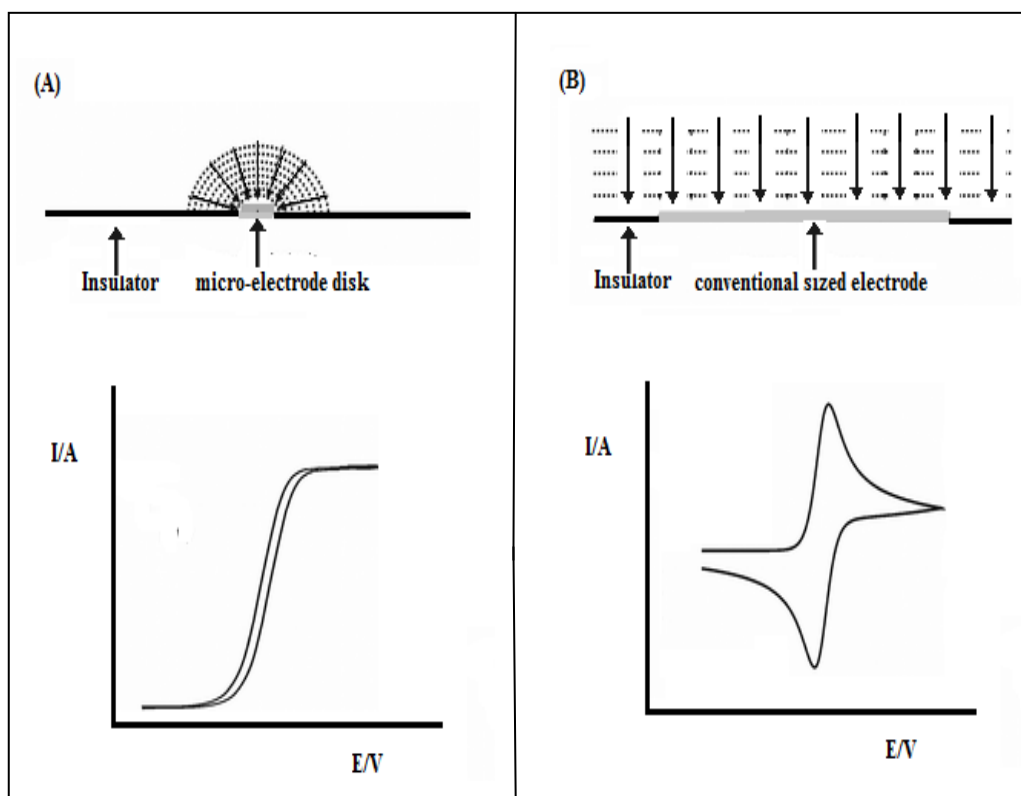 (A)
Insulator micro-electrode disk
I/A
E/V
(B)
Insulator conventional sized electrode
I/A
E/V